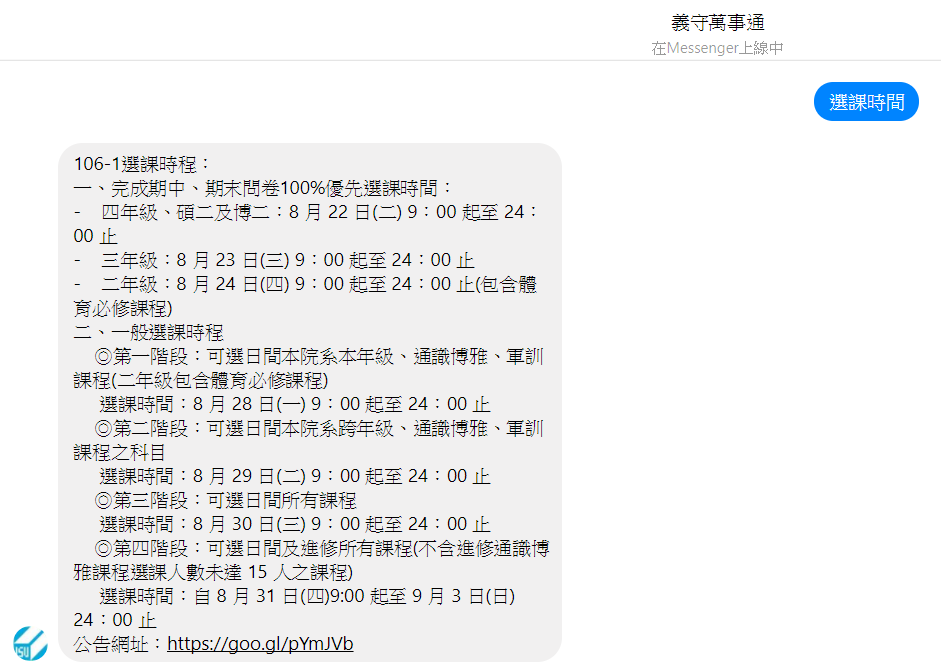 義守萬事通
在Messenger上線中
選課時間
106-1選課時程：
一、完成期中、期末問卷100%優先選課時間：
- 四年級、碩二及博二：8 月 22 日(二) 9：00 起至 24：
00 止
- 三年級：8 月 23 日(三) 9：00 起至 24：00 止
- 二年級：8 月 24 日(四) 9：00 起至 24：00 止(包含體
育必修課程)
二、一般選課時程
◎第一階段：可選日間本院系本年級、通識博雅、軍訓
課程(二年級包含體育必修課程)
選課時間：8 月 28 日(一) 9：00 起至 24：00 止
◎第二階段：可選日間本院系跨年級、通識博雅、軍訓
課程之科目
選課時間：8 月 29 日(二) 9：00 起至 24：00 止
◎第三階段：可選日間所有課程
選課時間：8 月 30 日(三) 9：00 起至 24：00 止
◎第四階段：可選日間及進修所有課程(不含進修通識博
雅課程選課人數未達 15 人之課程)
選課時間：自 8 月 31 日(四)9:00 起至 9 月 3 日(日)
24：00 止
公告網址：https://goo.gl/pYmJVb
ISU